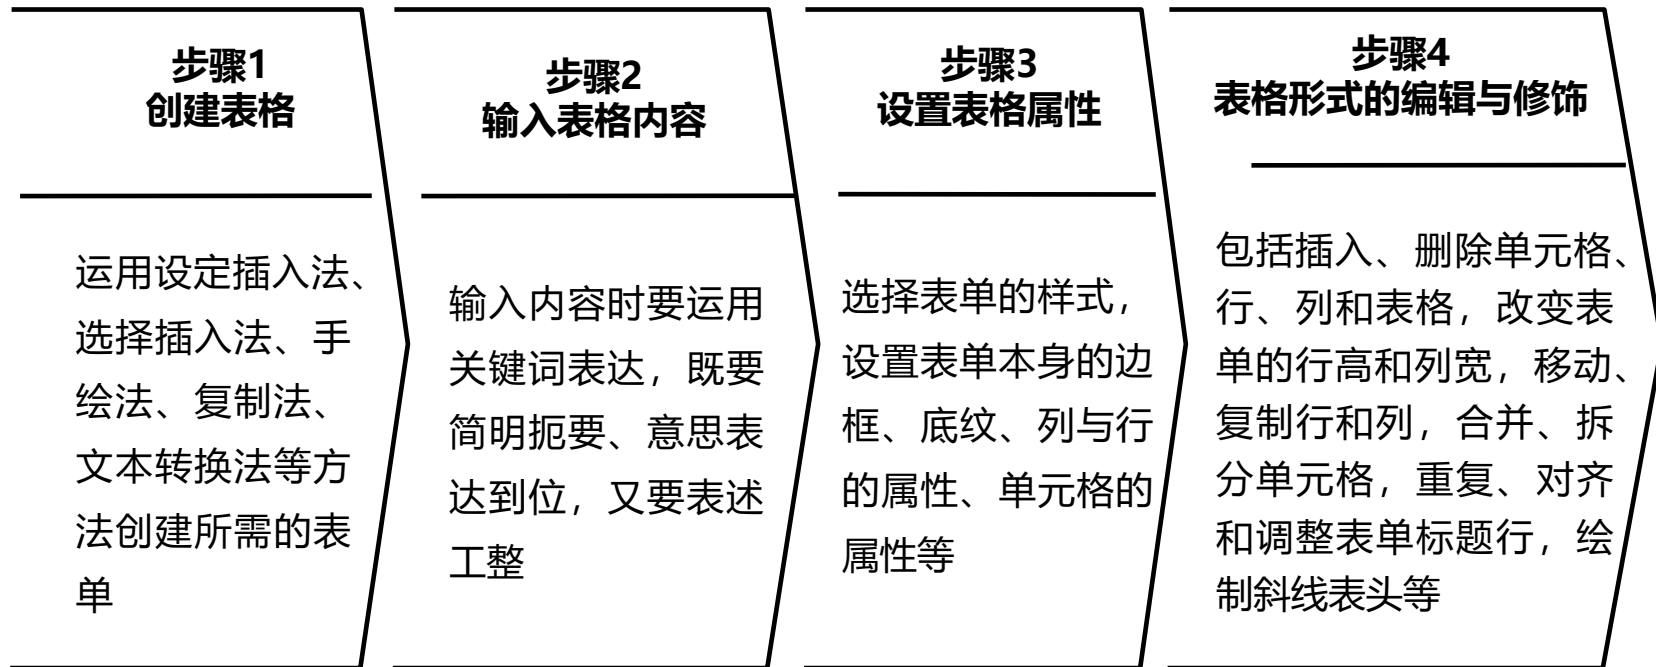 步骤1
创建表格
运用设定插入法、
选择插入法、手
绘法、复制法、
文本转换法等方
法创建所需的表
单
步骤2
输入表格内容
输入内容时要运用
关键词表达，既要
简明扼要、意思表
达到位，又要表述
工整
步骤3
设置表格属性
选择表单的样式，
设置表单本身的边
框、底纹、列与行
的属性、单元格的
属性等
步骤4
表格形式的编辑与修饰
包括插入、删除单元格、
行、列和表格，改变表
单的行高和列宽，移动、
复制行和列，合并、拆
分单元格，重复、对齐
和调整表单标题行，绘
制斜线表头等